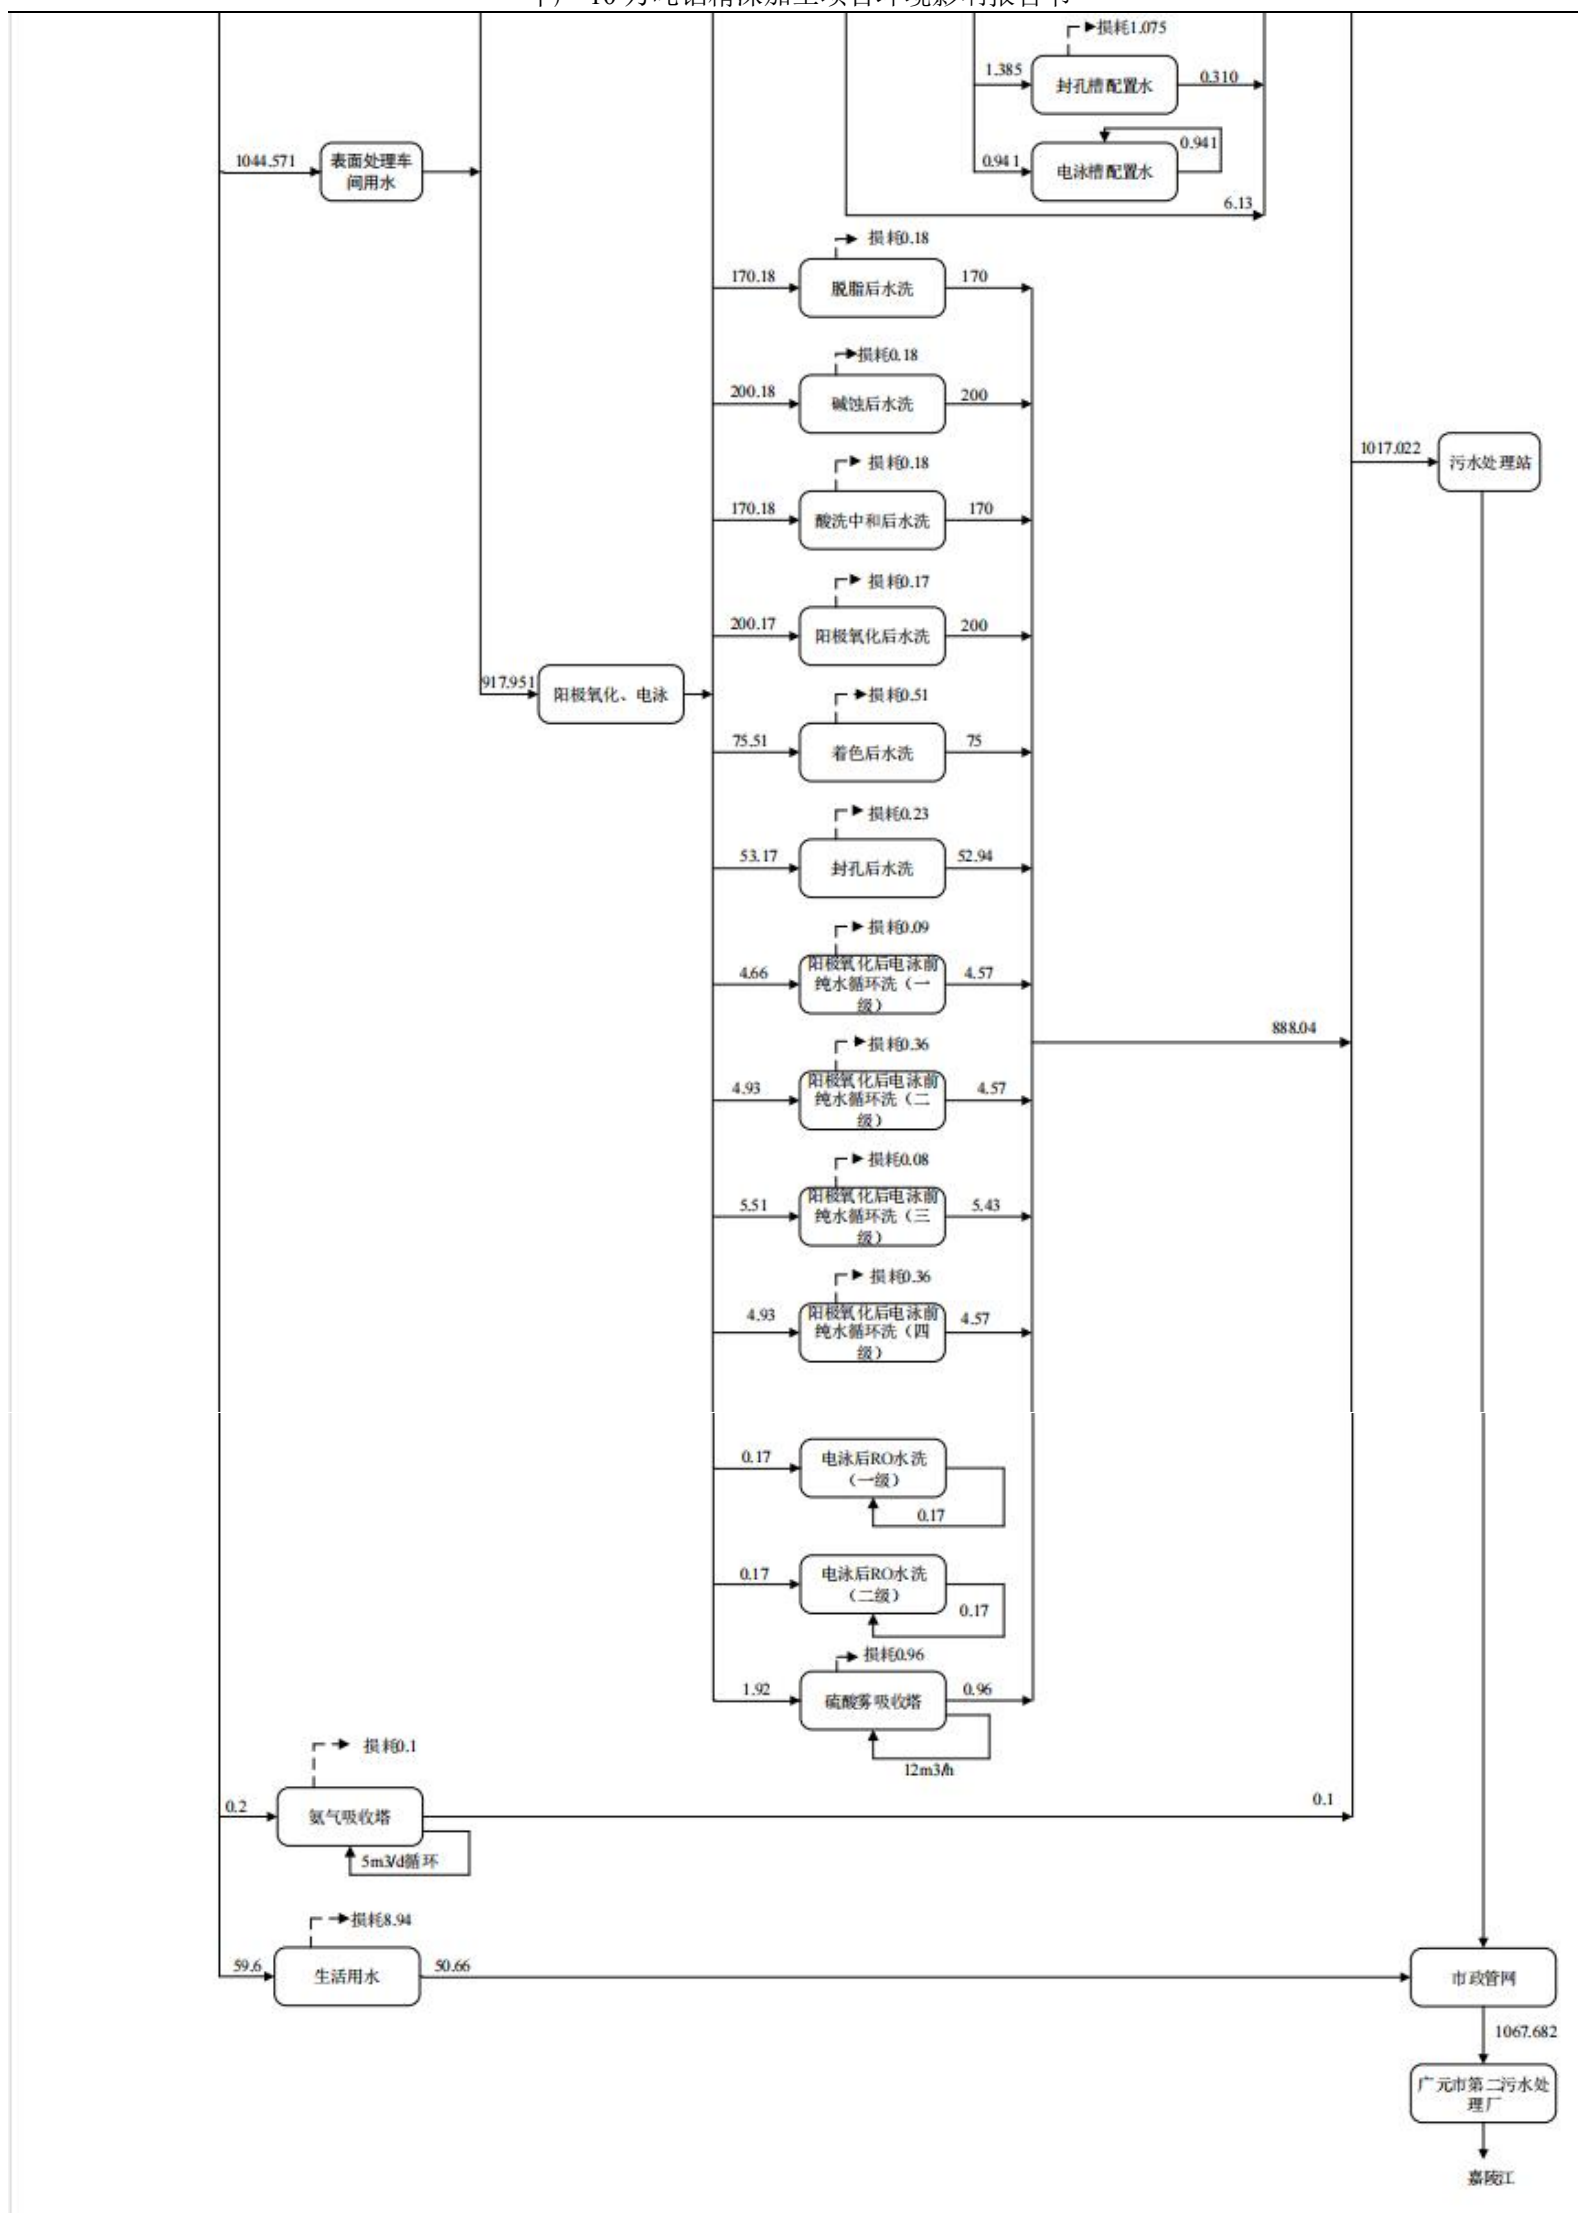 损耗1.075
1.385
封孔槽配置水
0.310
0.941
1044.571
表面处理车
间用水
0.941
电泳槽配置水
6.13
损耗0.18
170.18
脱脂后水洗
170
损耗0.18
200.18
碱蚀后水洗
200
1017.022
污水处理站
损耗0.18
170.18
酸洗中和后水洗
170
损耗0.17
200.17
阳极氧化后水洗
200
917.951
阳极氧化、电泳
损耗0.51
75.51
着色后水洗
75
损耗0.23
53.17
封孔后水洗
52.94
损耗0.09
4.66
阳极氧化后电泳前
纯水循环洗（一
级）
4.57
888.04
损耗0.36
4.93
阳极氧化后电泳前
纯水循环洗（二
级）
4.57
损耗0.08
5.51
阳极氧化后电泳前
纯水循环洗（三
级）
5.43
损耗0.36
4.93
阳极氧化后电泳前
纯水循环洗（四
级）
4.57
0.17
电泳后RO水洗
（一级）
0.17
0.17
电泳后RO水洗
（二级）
0.17
损耗0.96
1.92
硫酸雾吸收塔
0.96
12m3/h
损耗0.1
0.2
氨气吸收塔
0.1
5m3/d循环
损耗8.94
59.6
生活用水
50.66
市政管网
1067.682
广元市第二污水处
理厂
嘉陵江